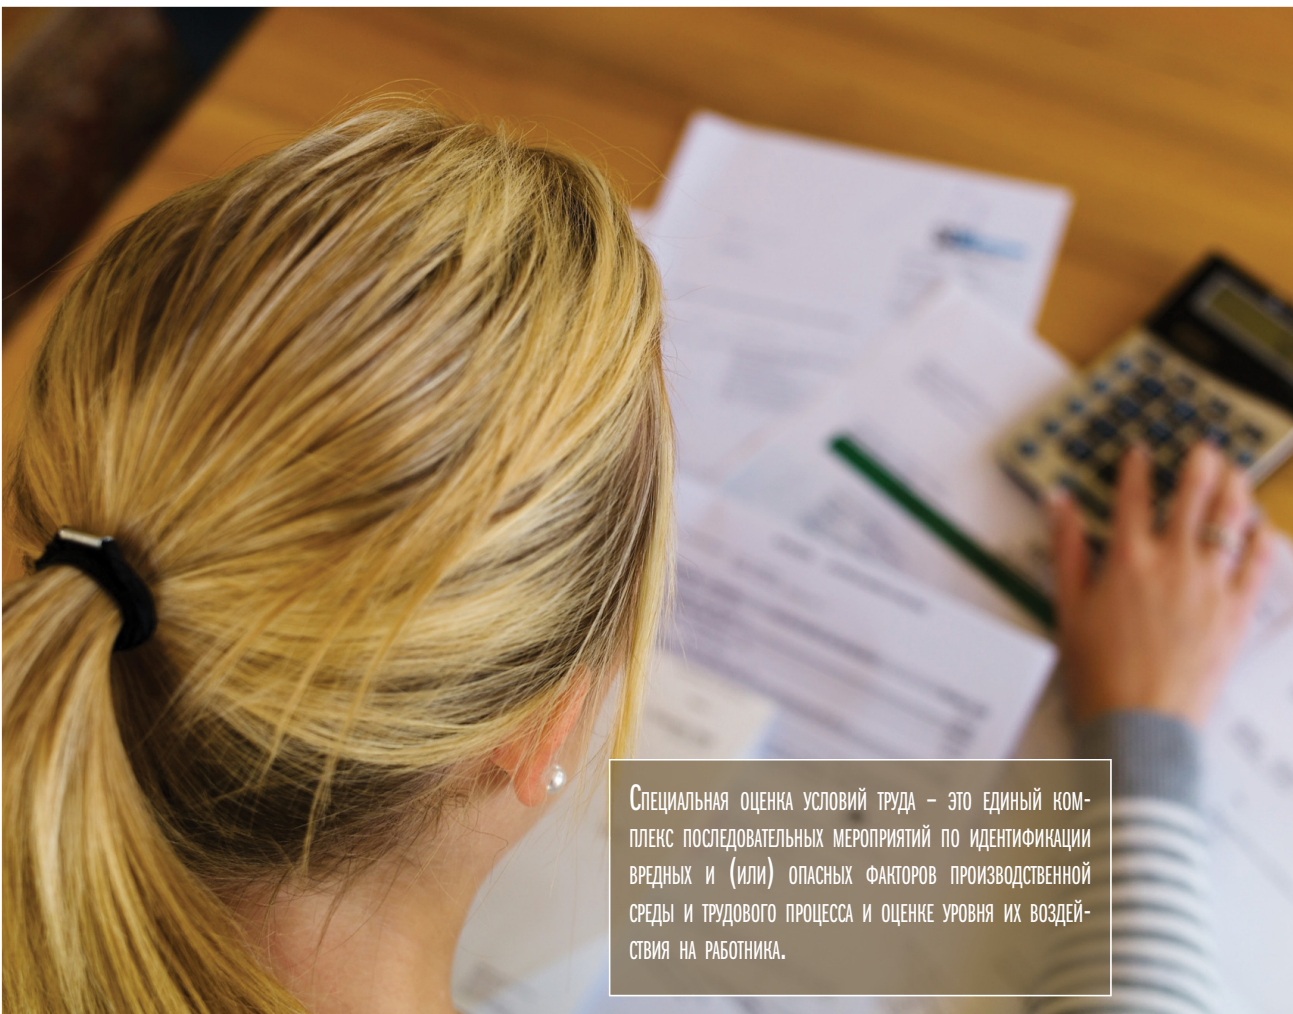 Специальная оценка условий труда – это единый ком-
плекс последовательных мероприятий по идентификации
вредных и (или) опасных факторов производственной
среды и трудового процесса и оценке уровня их воздей-
ствия на работника.